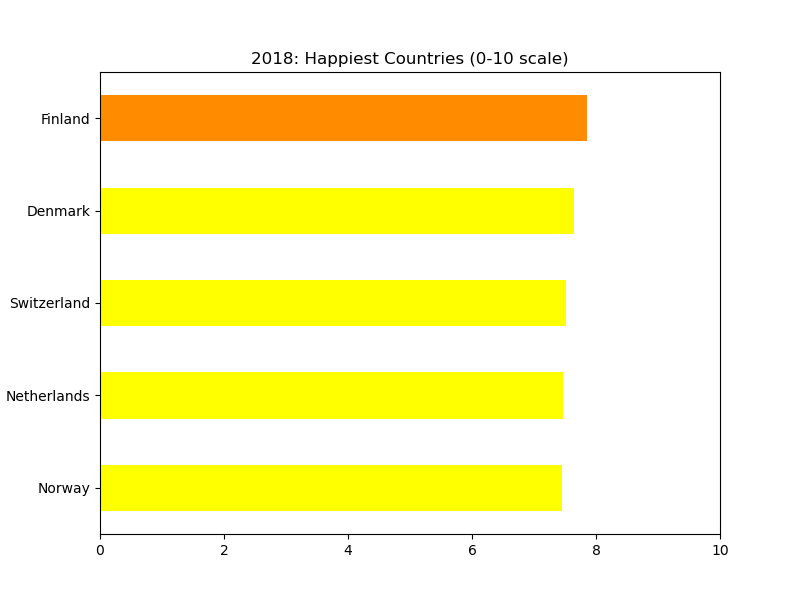 2018: Happiest Countries (0-10 scale)
Finland
Denmark
Switzerland
Netherlands
Norway
0 2 4 6 8 10